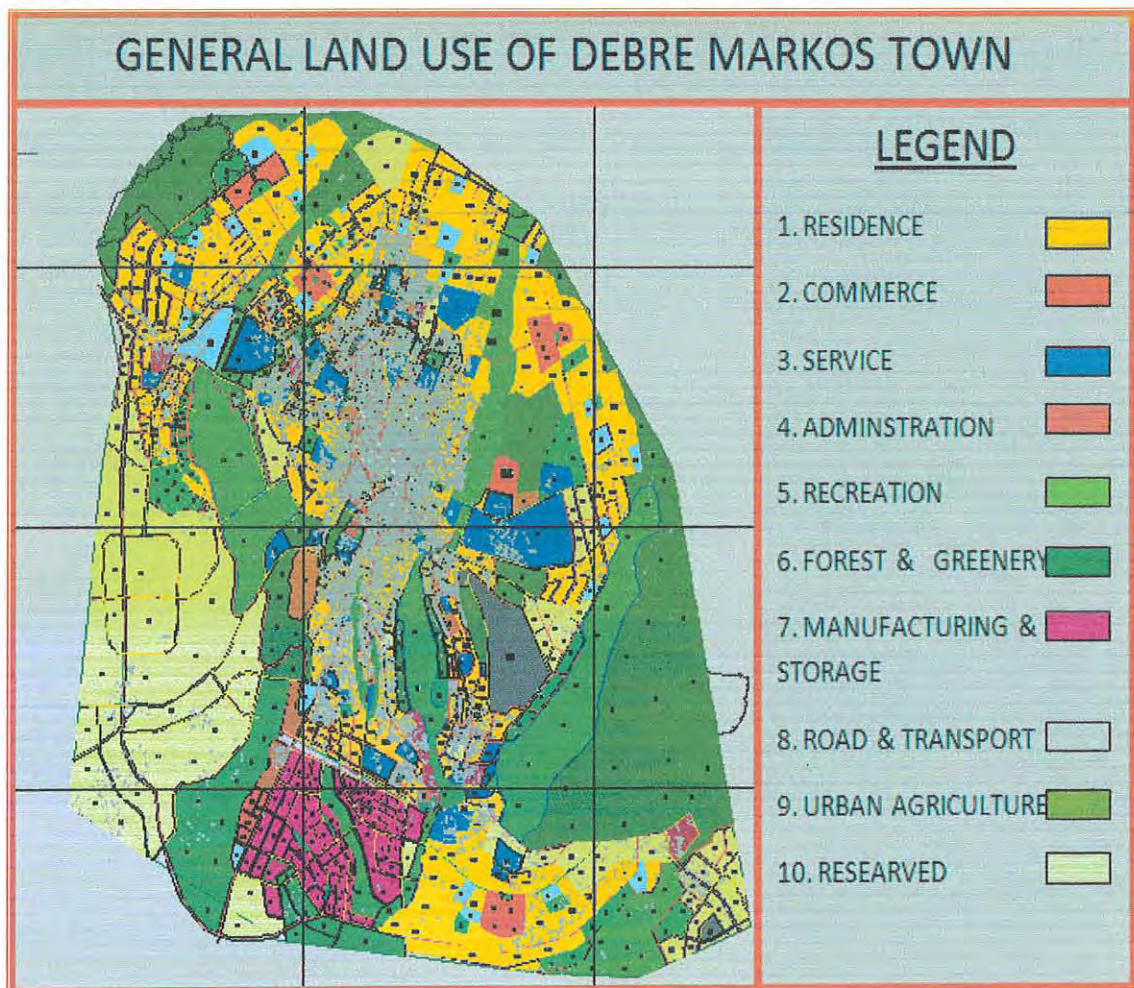 GENERAL LAND USE OF DEBRE MARKOS TOWN
LEGEND
1. RESIDENCE
2. COMMERCE
3. SERVICE
4. ADMINSTRATION
5. RECREATION
6. FOREST & GREENERY
7. MANUFACTURING &
STORAGE
8. ROAD & TRANSPORT
9. URBAN AGRICULTURE
10. RESEARVED